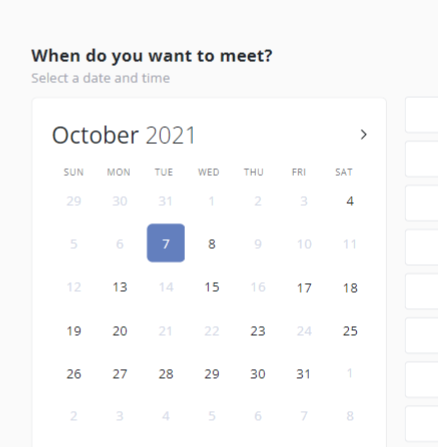 When do you want to meet?
Select a date and time
October 2021 >
SUN MON TUE WED THU FRI SAT
29 30 31 1 2 3 4
5 6 7 8 9 10 11
12 13 14 15 16 17 18
19 20 21 22 23 24 25
26 27 28 29 30 31 1
2 3 4 5 6 7 8